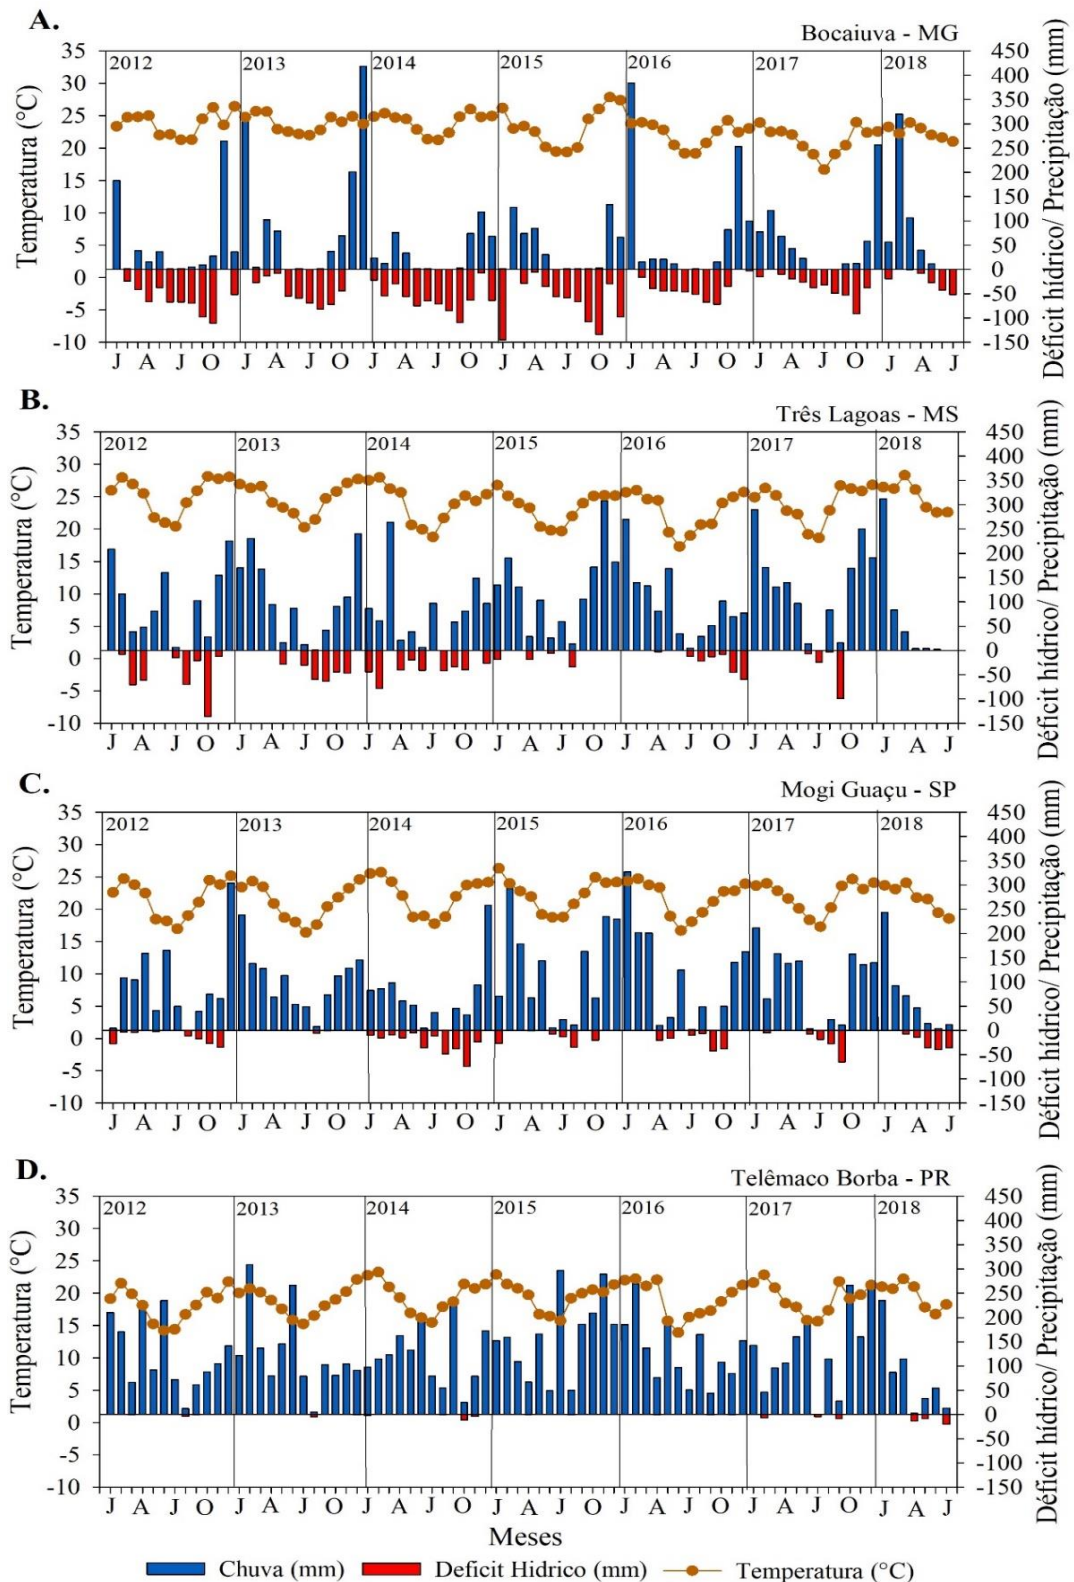 A.
Bocaiuva - MG
2012 2013 2014 2015 2016 2017 2018
Temperatura (°C)
35 30 25 20 15 10 5 0 -5 -10
450 400 350 300 250 200 150 100 50 0 -50 -100 -150
Déficit hídrico/ Precipitação (mm)
J A J O J A J O J A J O J A J O J A J O J A J O J A J
B.
Três Lagoas - MS
2012 2013 2014 2015 2016 2017 2018
Temperatura (°C)
35 30 25 20 15 10 5 0 -5 -10
450 400 350 300 250 200 150 100 50 0 -50 -100 -150
Déficit hídrico/ Precipitação (mm)
J A J O J A J O J A J O J A J O J A J O J A J O J A J
C.
Mogi Guaçu - SP
2012 2013 2014 2015 2016 2017 2018
Temperatura (°C)
35 30 25 20 15 10 5 0 -5 -10
450 400 350 300 250 200 150 100 50 0 -50 -100 -150
Déficit hídrico/ Precipitação (mm)
J A J O J A J O J A J O J A J O J A J O J A J O J A J
D.
Telêmaco Borba - PR
2012 2013 2014 2015 2016 2017 2018
Temperatura (°C)
35 30 25 20 15 10 5 0 -5 -10
450 400 350 300 250 200 150 100 50 0 -50 -100 -150
Déficit hídrico/ Precipitação (mm)
J A J O J A J O J A J O J A J O J A J O J A J O J A J
Meses
Chuva (mm) Deficit Hidrico (mm) Temperatura (°C)